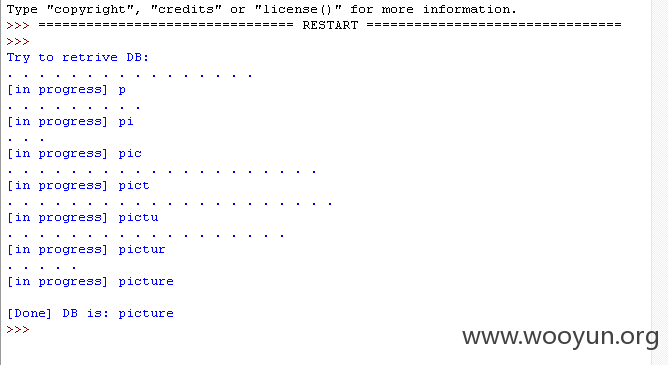 Type "copyright", "credits" or "license()" for more information.
>>> ================================ RESTART ================================
>>>
Try to retrive DB:
. . . . . . . . . . . . . . . .
[in progress] p
. . . . . . . . .
[in progress] pi
. . .
[in progress] pic
. . . . . . . . . . . . . . . . . . . .
[in progress] pict
. . . . . . . . . . . . . . . . . . . . .
[in progress] pictu
. . . . . . . . . . . . . . . . . .
[in progress] pictur
. . . . .
[in progress] picture
[Done] DB is: picture
>>>
www.wooyun.org